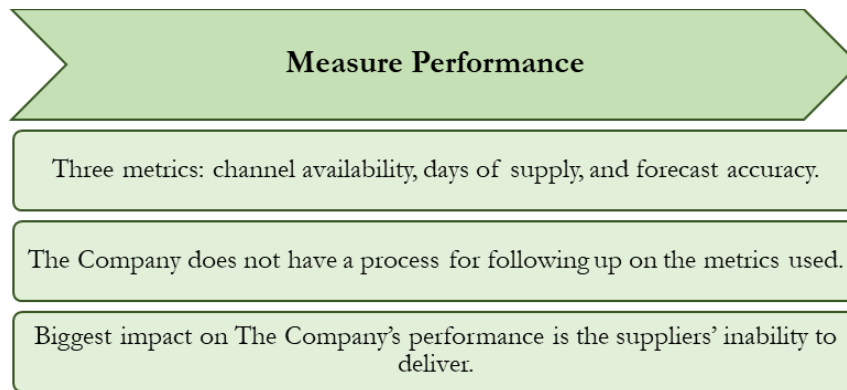 Measure Performance
Three metrics: channel availability, days of supply, and forecast accuracy.
The Company does not have a process for following up on the metrics used.
Biggest impact on The Company's performance is the suppliers' inability to
deliver.